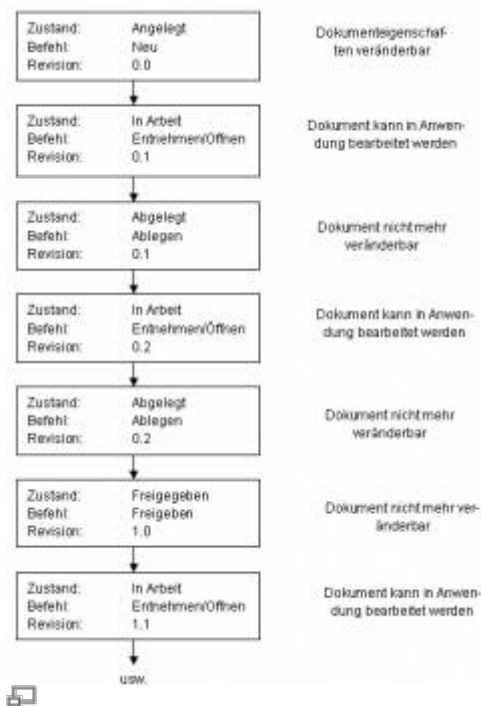 Zustand: Angelegt
Befehl: Neu
Revision: 0.0
Dokumenteigenschaf-
ten veränderbar
Zustand: In Arbeit
Befehl: Entnehmen/Öffnen
Revision: 0.1
Dokument kann in Anwen-
dung bearbeitet werden
Zustand: Abgelegt
Befehl: Ablegen
Revision: 0.1
Dokument nicht mehr
veränderbar
Zustand: In Arbeit
Befehl: Entnehmen/Öffnen
Revision: 0.2
Dokument kann in Anwen-
dung bearbeitet werden
Zustand: Abgelegt
Befehl: Ablegen
Revision: 0.2
Dokument nicht mehr
veränderbar
Zustand: Freigegeben
Befehl: Freigeben
Revision: 1.0
Dokument nicht mehr ver-
änderbar
Zustand: In Arbeit
Befehl: Entnehmen/Öffnen
Revision: 1.1
Dokument kann in Anwen-
dung bearbeitet werden
usw.